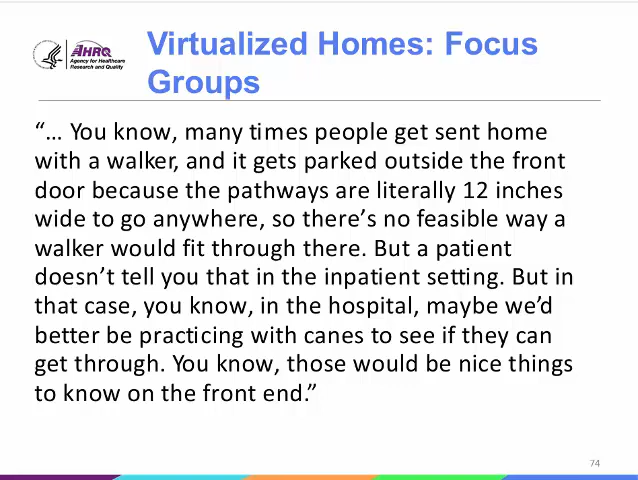 AHRQ
Agency for Healthcare
Research and Quality
Virtualized Homes: Focus
Groups
“… You know, many times people get sent home
with a walker, and it gets parked outside the front
door because the pathways are literally 12 inches
wide to go anywhere, so there’s no feasible way a
walker would fit through there. But a patient
doesn’t tell you that in the inpatient setting. But in
that case, you know, in the hospital, maybe we’d
better be practicing with canes to see if they can
get through. You know, those would be nice things
to know on the front end.”
74